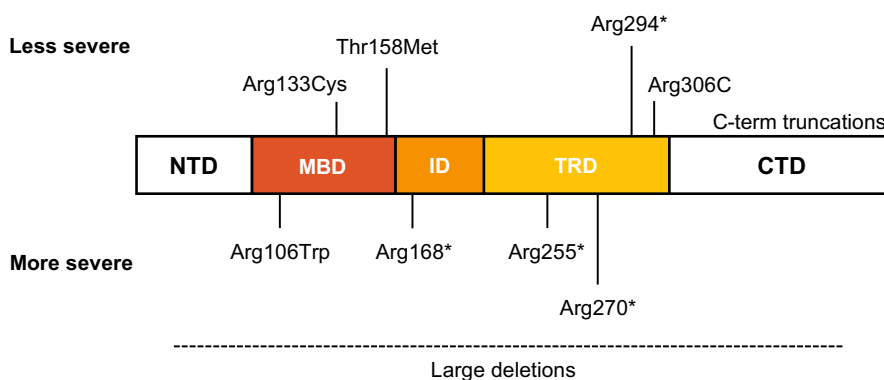 Arg294*
Less severe
Thr158Met
Arg133Cys
Arg306C
C-term truncations
NTD
MBD
ID
TRD
CTD
Arg106Trp
Arg168*
Arg255*
More severe
Arg270*
Large deletions